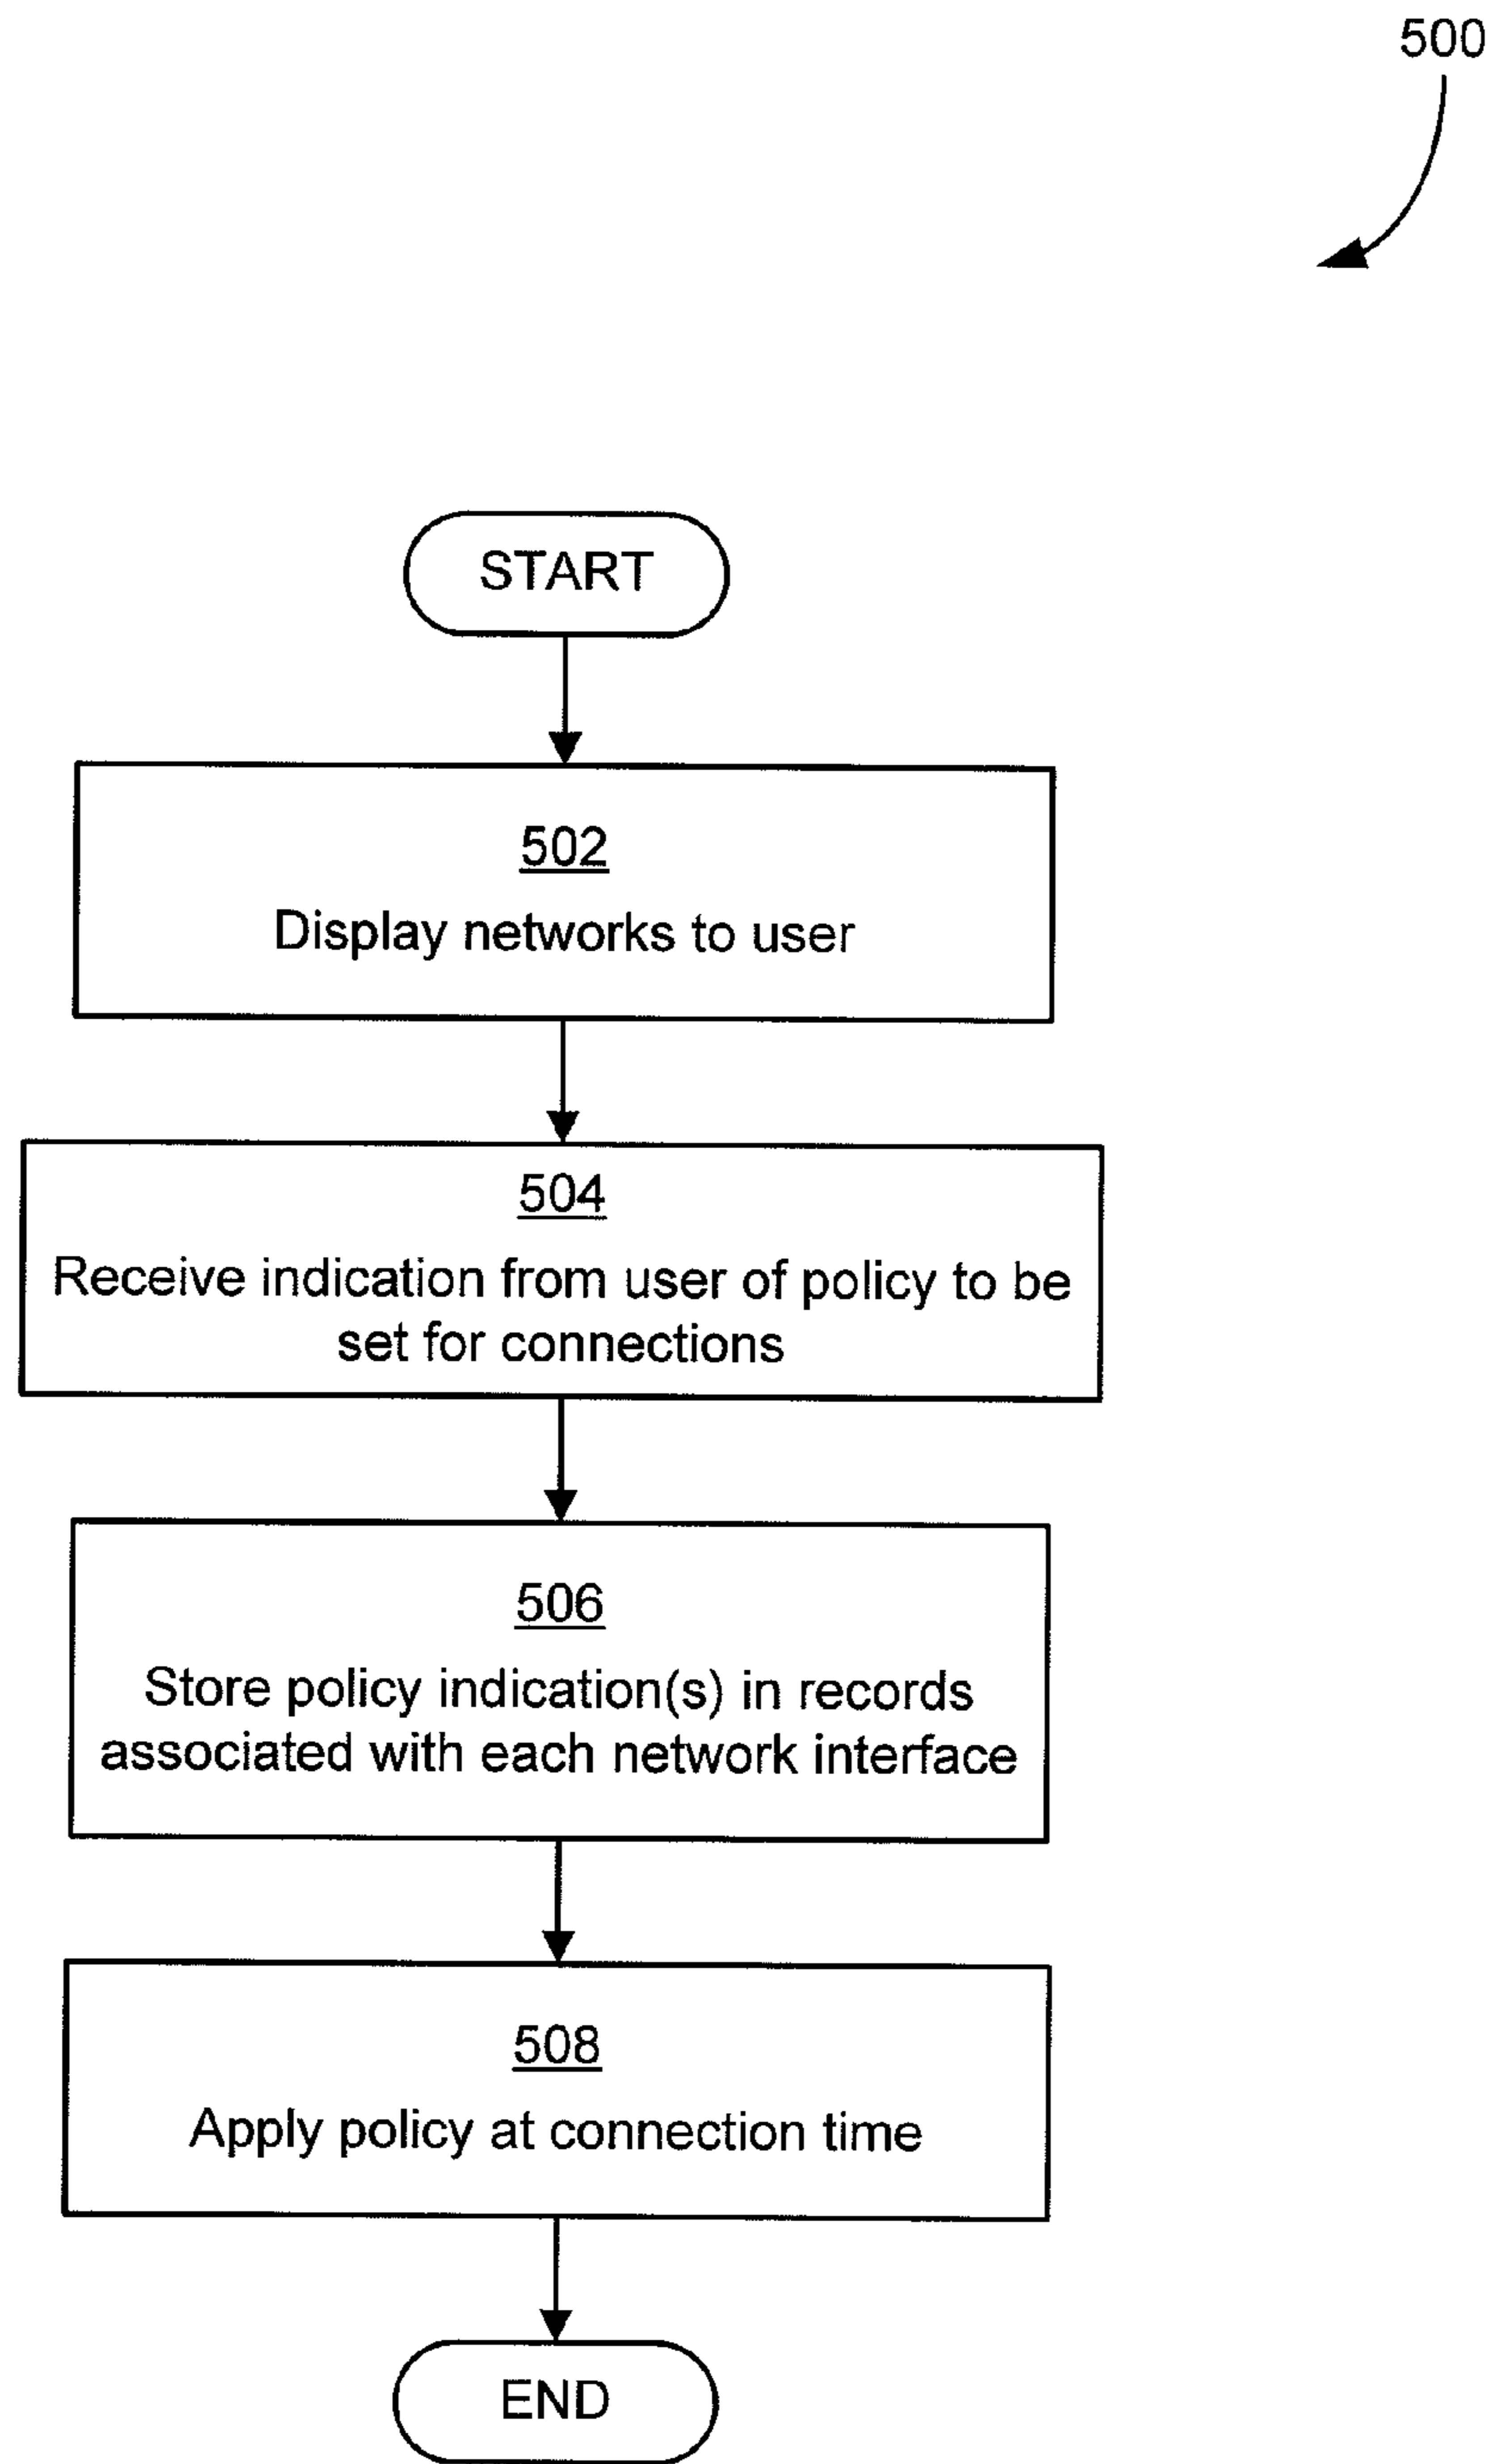 500
START
502
Display networks to user
504
Receive indication from user of policy to be
set for connections
506
Store policy indication(s) in records
associated with each network interface
508
Apply policy at connection time
END